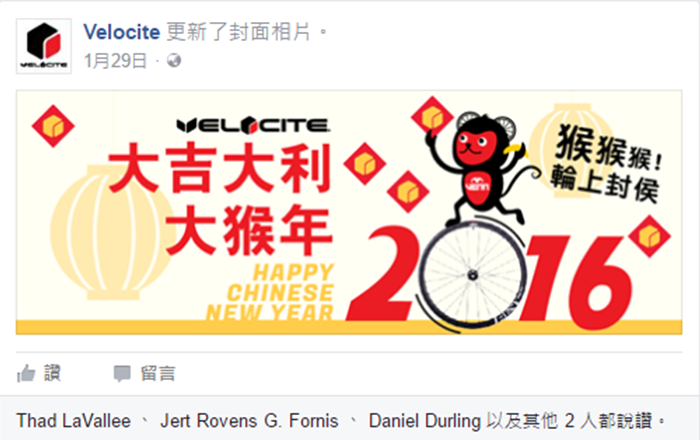 Velocite 更新了封面相片。
1月29日
VELOCITE
VELOCITE
大吉大利
大猴年
HAPPY
CHINESE
NEW YEAR
猴猴猴!
輪上封侯
VENN
2016
讚
留言
Thad LaVallee、 Jert Rovens G. Fornis、 Daniel Durling 以及其他 2 人都說讚。